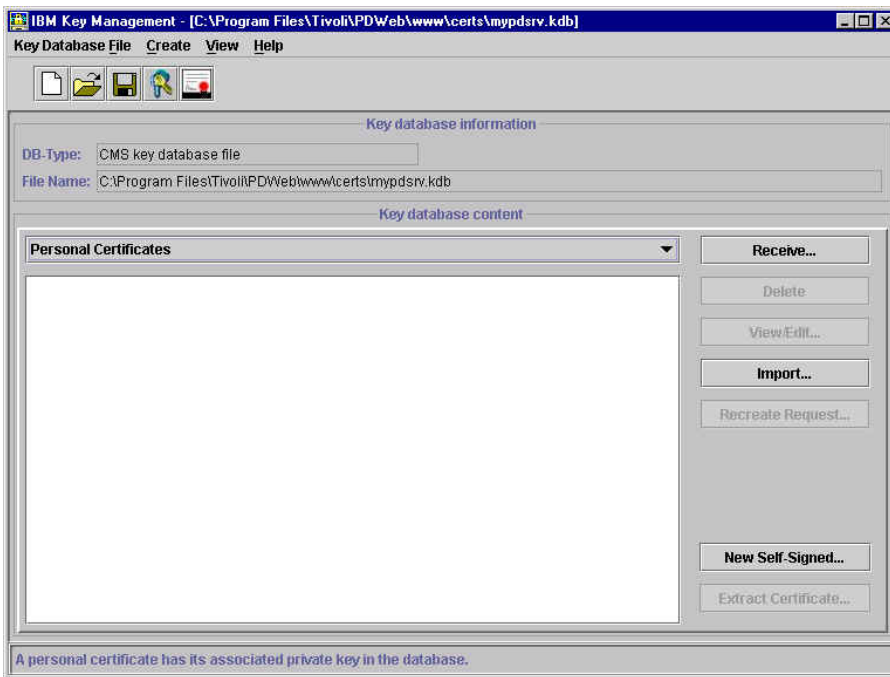 IBM Key Management - [C:\Program Files\Tivoli\PDWeb\www\certs\mypdsrv.kdb]
Key Database File Create View Help
Key database information
DB-Type: CMS key database file
File Name: C:\Program Files\Tivoli\PDWeb\www\certs\mypdsrv.kdb
Key database content
Personal Certificates
Receive...
Delete
View/Edit...
Import...
Recreate Request...
New Self-Signed...
Extract Certificate...
A personal certificate has its associated private key in the database.